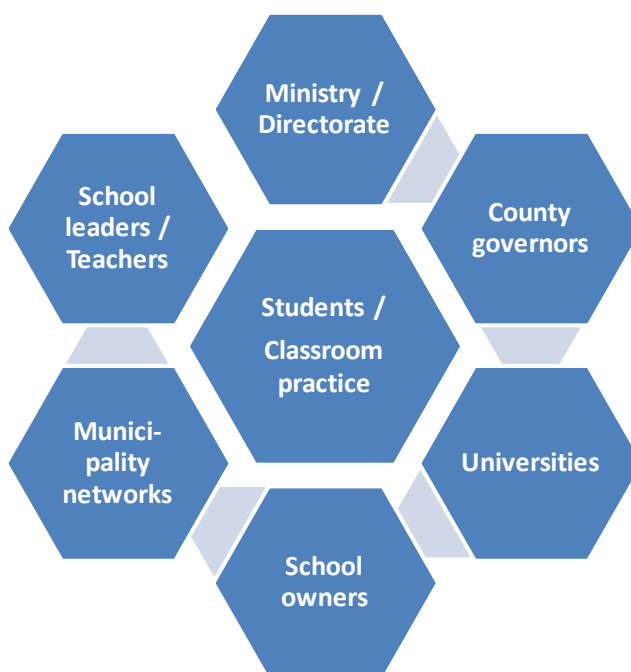 Ministry /
Directorate
School
leaders /
Teachers
County
governors
Students /
Classroom
practice
Munici-
pality
networks
Universities
School
owners